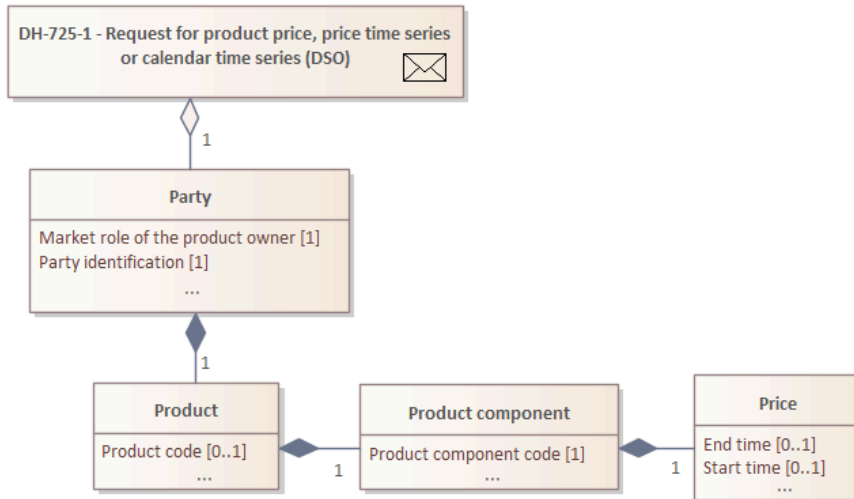 DH-725-1 - Request for product price, price time series
or calendar time series (DSO)
1
Party
Market role of the product owner [1]
Party identification [1]
...
1
Product
Product code [0..1]
...
1
Product component
Product component code [1]
...
1
Price
End time [0..1]
Start time [0..1]
...